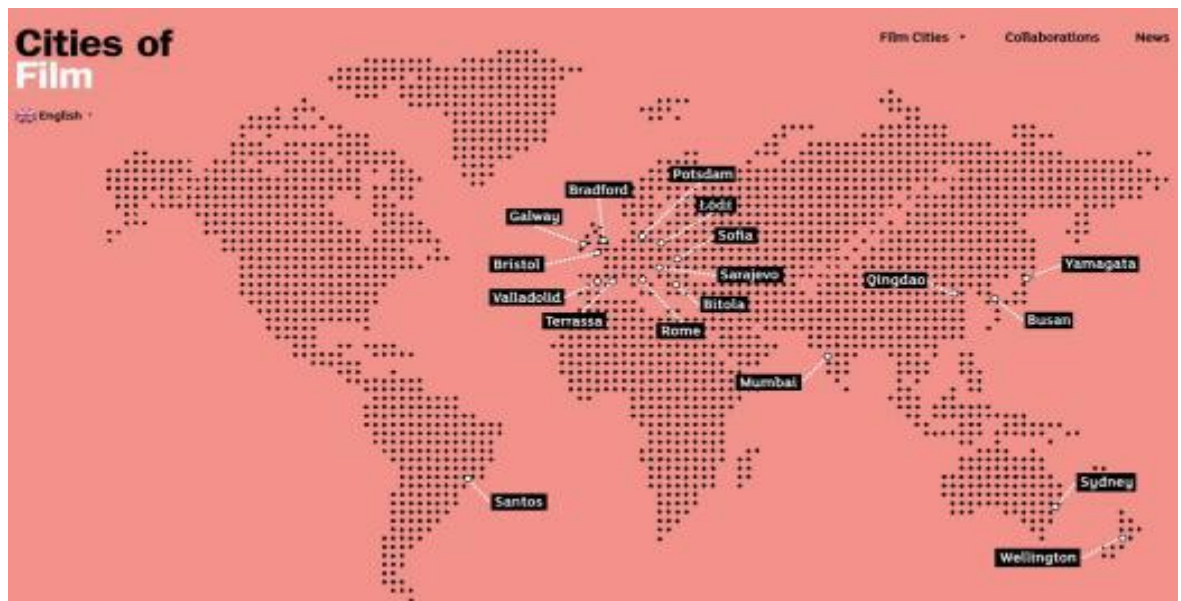 Cities of
Film
Film Cities
Collaborations
News
English
Potsdam
Bradford
Łódź
Galway
Sofia
Bristol
Sarajevo
Yamagata
Qingdao
Valladolid
Bitola
Terrassa
Rome
Busan
Mumbai
Sydney
Santos
Wellington